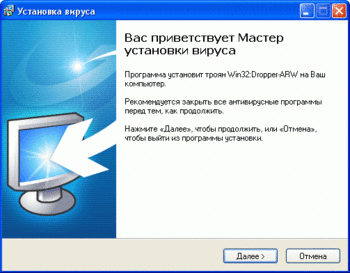 Установка вируса
Вас приветствует Мастер
установки вируса
Программа установит троян Win32:Dropper-ARW на Ваш
компьютер.
Рекомендуется закрыть все антивирусные программы
перед тем, как продолжить.
Нажмите «Далее», чтобы продолжить, или «Отмена»,
чтобы выйти из программы установки.
Далее >
Отмена